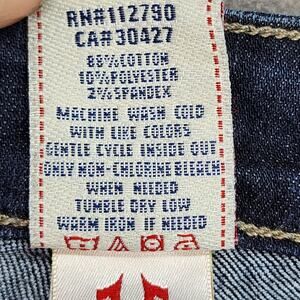 RN#112790
CA#30427
88%COTTON
10%POLYESTER
2%SPANDEX
MACHINE WASH COLD
WITH LIKE COLORS
GENTLE CYCLE INSIDE OUT
ONLY NON-CHLORINE BLEACH
WHEN NEEDED
TUMBLE DRY LOW
WARM IRON IF NEEDED